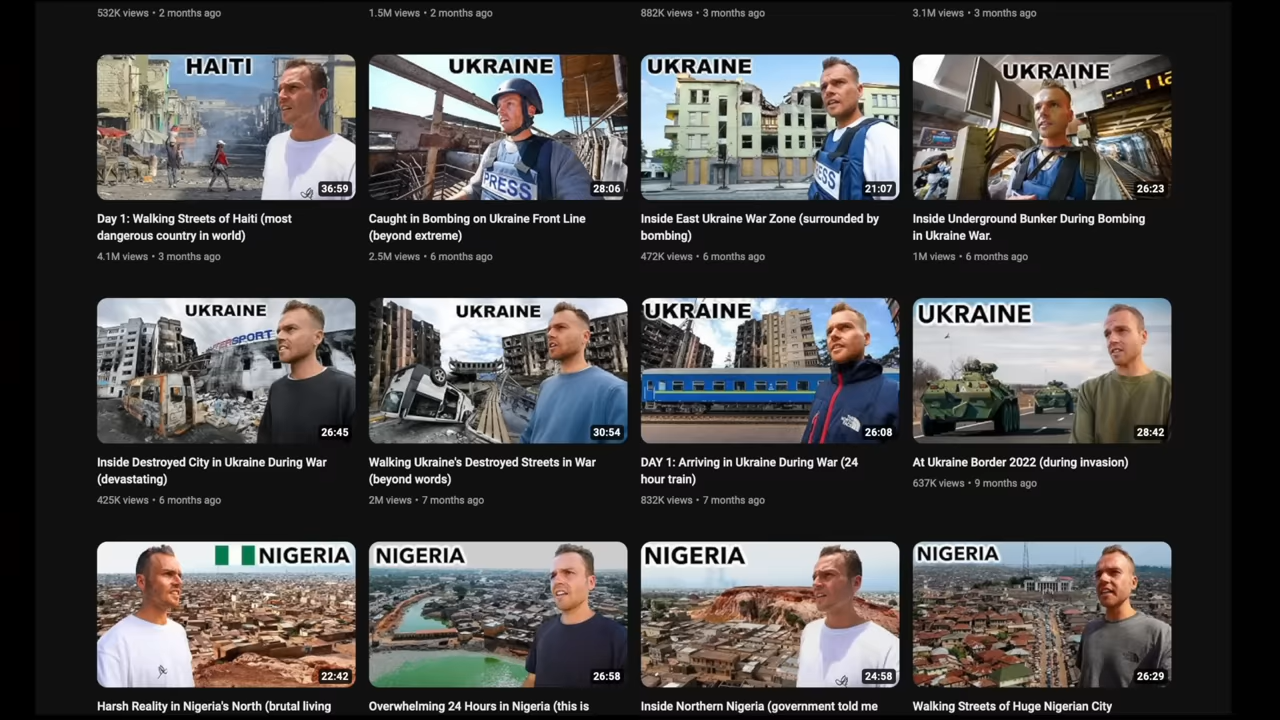 532K views • 2 months ago
1.5M views • 2 months ago
882K views • 3 months ago
3.1M views • 3 months ago
HAITI
36:59
UKRAINE
PRESS
28:06
UKRAINE
ESS
21:07
UKRAINE
26:23
Day 1: Walking Streets of Haiti (most
dangerous country in world)
4.1M views • 3 months ago
Caught in Bombing on Ukraine Front Line
(beyond extreme)
2.5M views • 6 months ago
Inside East Ukraine War Zone (surrounded by
bombing)
472K views • 6 months ago
Inside Underground Bunker During Bombing
in Ukraine War.
1M views • 6 months ago
UKRAINE
SPORT
26:45
UKRAINE
30:54
UKRAINE
THE
NORTH
FACE
26:08
UKRAINE
28:42
Inside Destroyed City in Ukraine During War
(devastating)
425K views • 6 months ago
Walking Ukraine's Destroyed Streets in War
(beyond words)
2M views • 7 months ago
DAY 1: Arriving in Ukraine During War (24
hour train)
832K views • 7 months ago
At Ukraine Border 2022 (during invasion)
637K views • 9 months ago
NIGERIA
22:42
NIGERIA
26:58
NIGERIA
24:58
NIGERIA
26:29
Harsh Reality in Nigeria's North (brutal living
Overwhelming 24 Hours in Nigeria (this is
Inside Northern Nigeria (government told me
Walking Streets of Huge Nigerian City